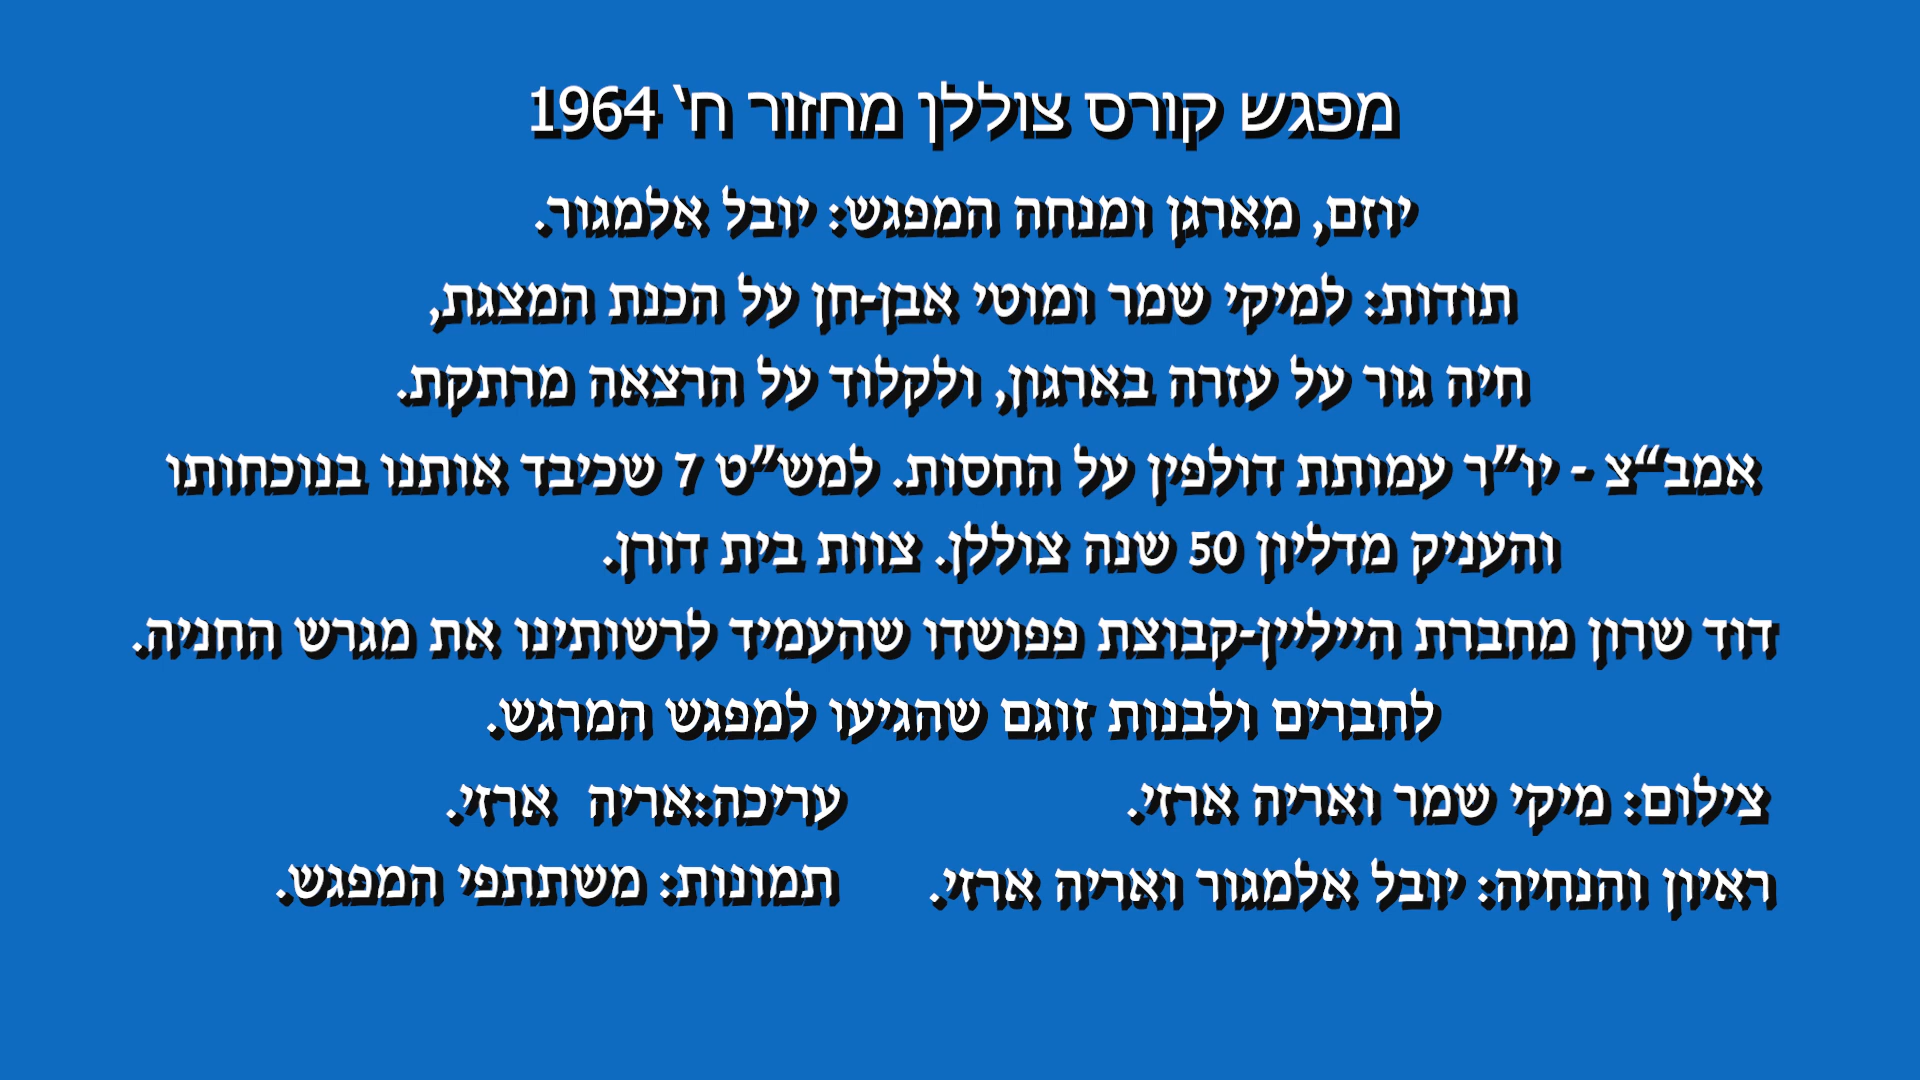 מפגש קורס צוללן מחזור ח' 1964
יוזם, מארגן ומנחה המפגש: יובל אלמגור.
תודות: למיקי שמר ומוטי אבן-חן על הכנת המצגת,
חיה גור על עזרה בארגון, ולקלוד על הרצאה מרתקת.
אמב“צ - יו”ר עמותת דולפין על החסות. למש”ט 7 שכיבד אותנו בנוכחותו
והעניק מדליון 50 שנה צוללן. צוות בית דורן.
דוד שרון מחברת הייליין-קבוצת פפושדו שהעמיד לרשותינו את מגרש החניה.
לחברים ולבנות זוגם שהגיעו למפגש המרגש.
צילום: מיקי שמר ואריה ארזי. עריכה:אריה ארזי.
ראיון והנחיה: יובל אלמגור ואריה ארזי. תמונות: משתתפי המפגש.